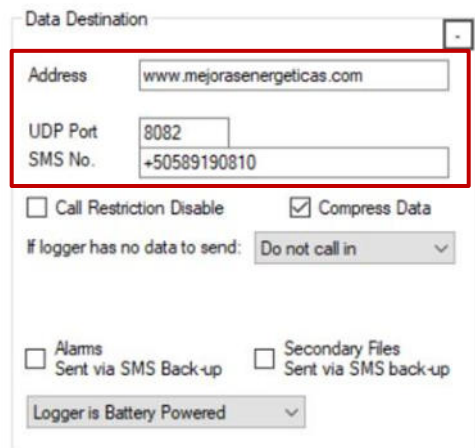 Data Destination
-
Address www.mejorasenergeticas.com
UDP Port 8082
SMS No. +50589190810
Call Restriction Disable Compress Data
If logger has no data to send: Do not call in
Alarms Secondary Files
Sent via SMS Back-up Sent via SMS back-up
Logger is Battery Powered